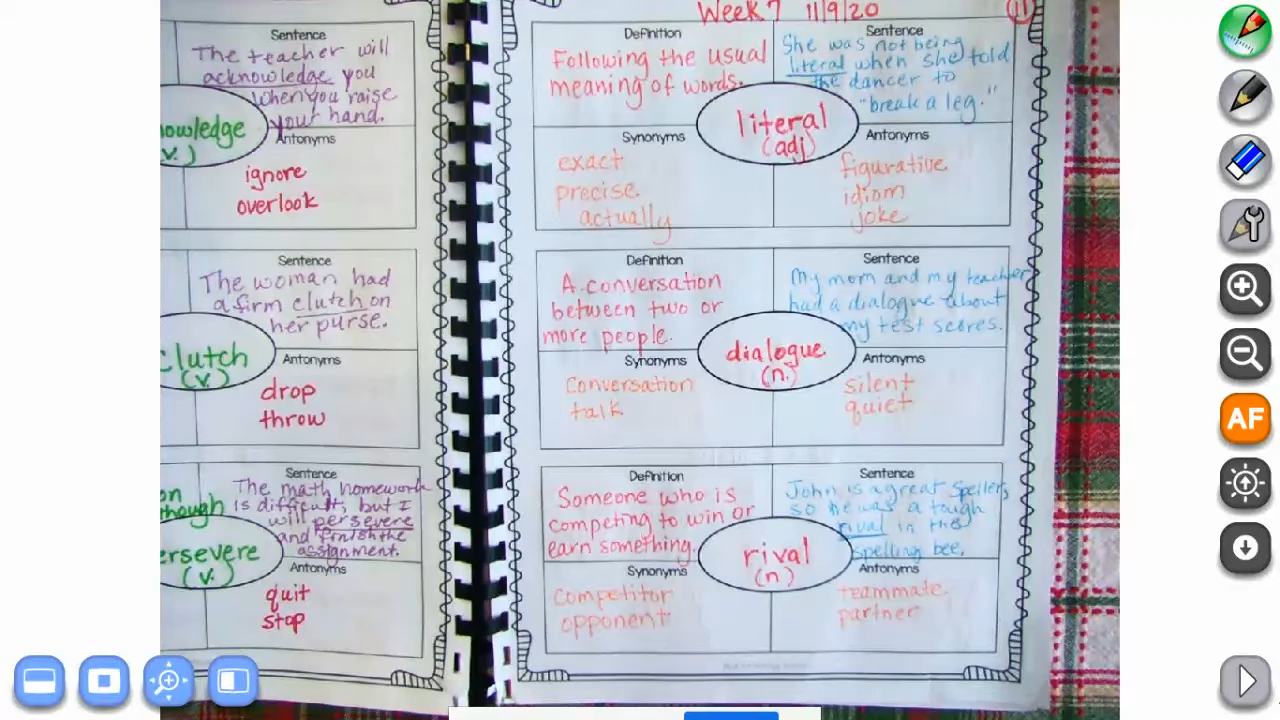 Sentence
The teacher will
acknowledge you
when you raise
your hand.
nowledge
(v.)
Antonyms
ignore
overlook
Sentence
The woman had
a firm clutch on
her purse.
clutch
(v.)
Antonyms
drop
throw
on
though
Sentence
The math homework
is difficult, but I
will persevere
and finish the
assignment.
ersevere
(v.)
Antonyms
quit
stop
Week 7 11/9/20
11
Definition
Following the usual
meaning of words.
Sentence
She was not being
literal when she told
the dancer to
"break a leg."
literal
(adj)
Synonyms
exact
precise
actually
Antonyms
figurative
idiom
joke
Definition
A conversation
between two or
more people.
Sentence
My mom and my teacher
had a dialogue about
my test scores.
dialogue
(n.)
Synonyms
conversation
talk
Antonyms
silent
quiet
Definition
Someone who is
competing to win or
earn something.
Sentence
John is a great speller,
so he was a tough
rival in the
spelling bee.
rival
(n)
Synonyms
competitor
opponent
Antonyms
teammate
partner
AF